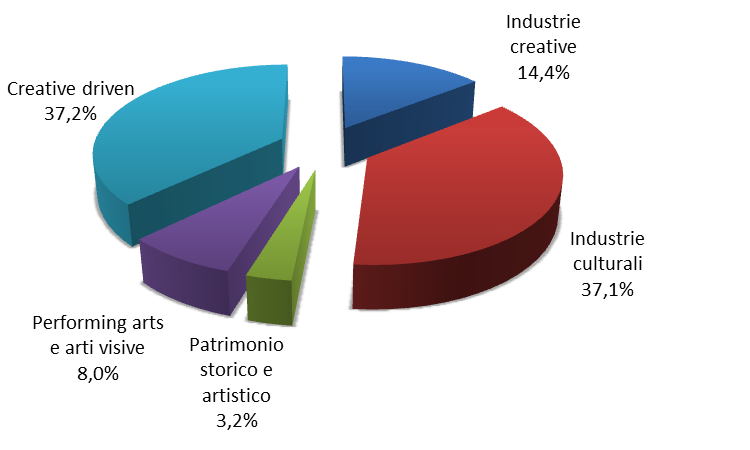 Industrie
creative
14,4%
Industrie
culturali
37,1%
Patrimonio
storico e
artistico
3,2%
Performing arts
e arti visive
8,0%
Creative driven
37,2%